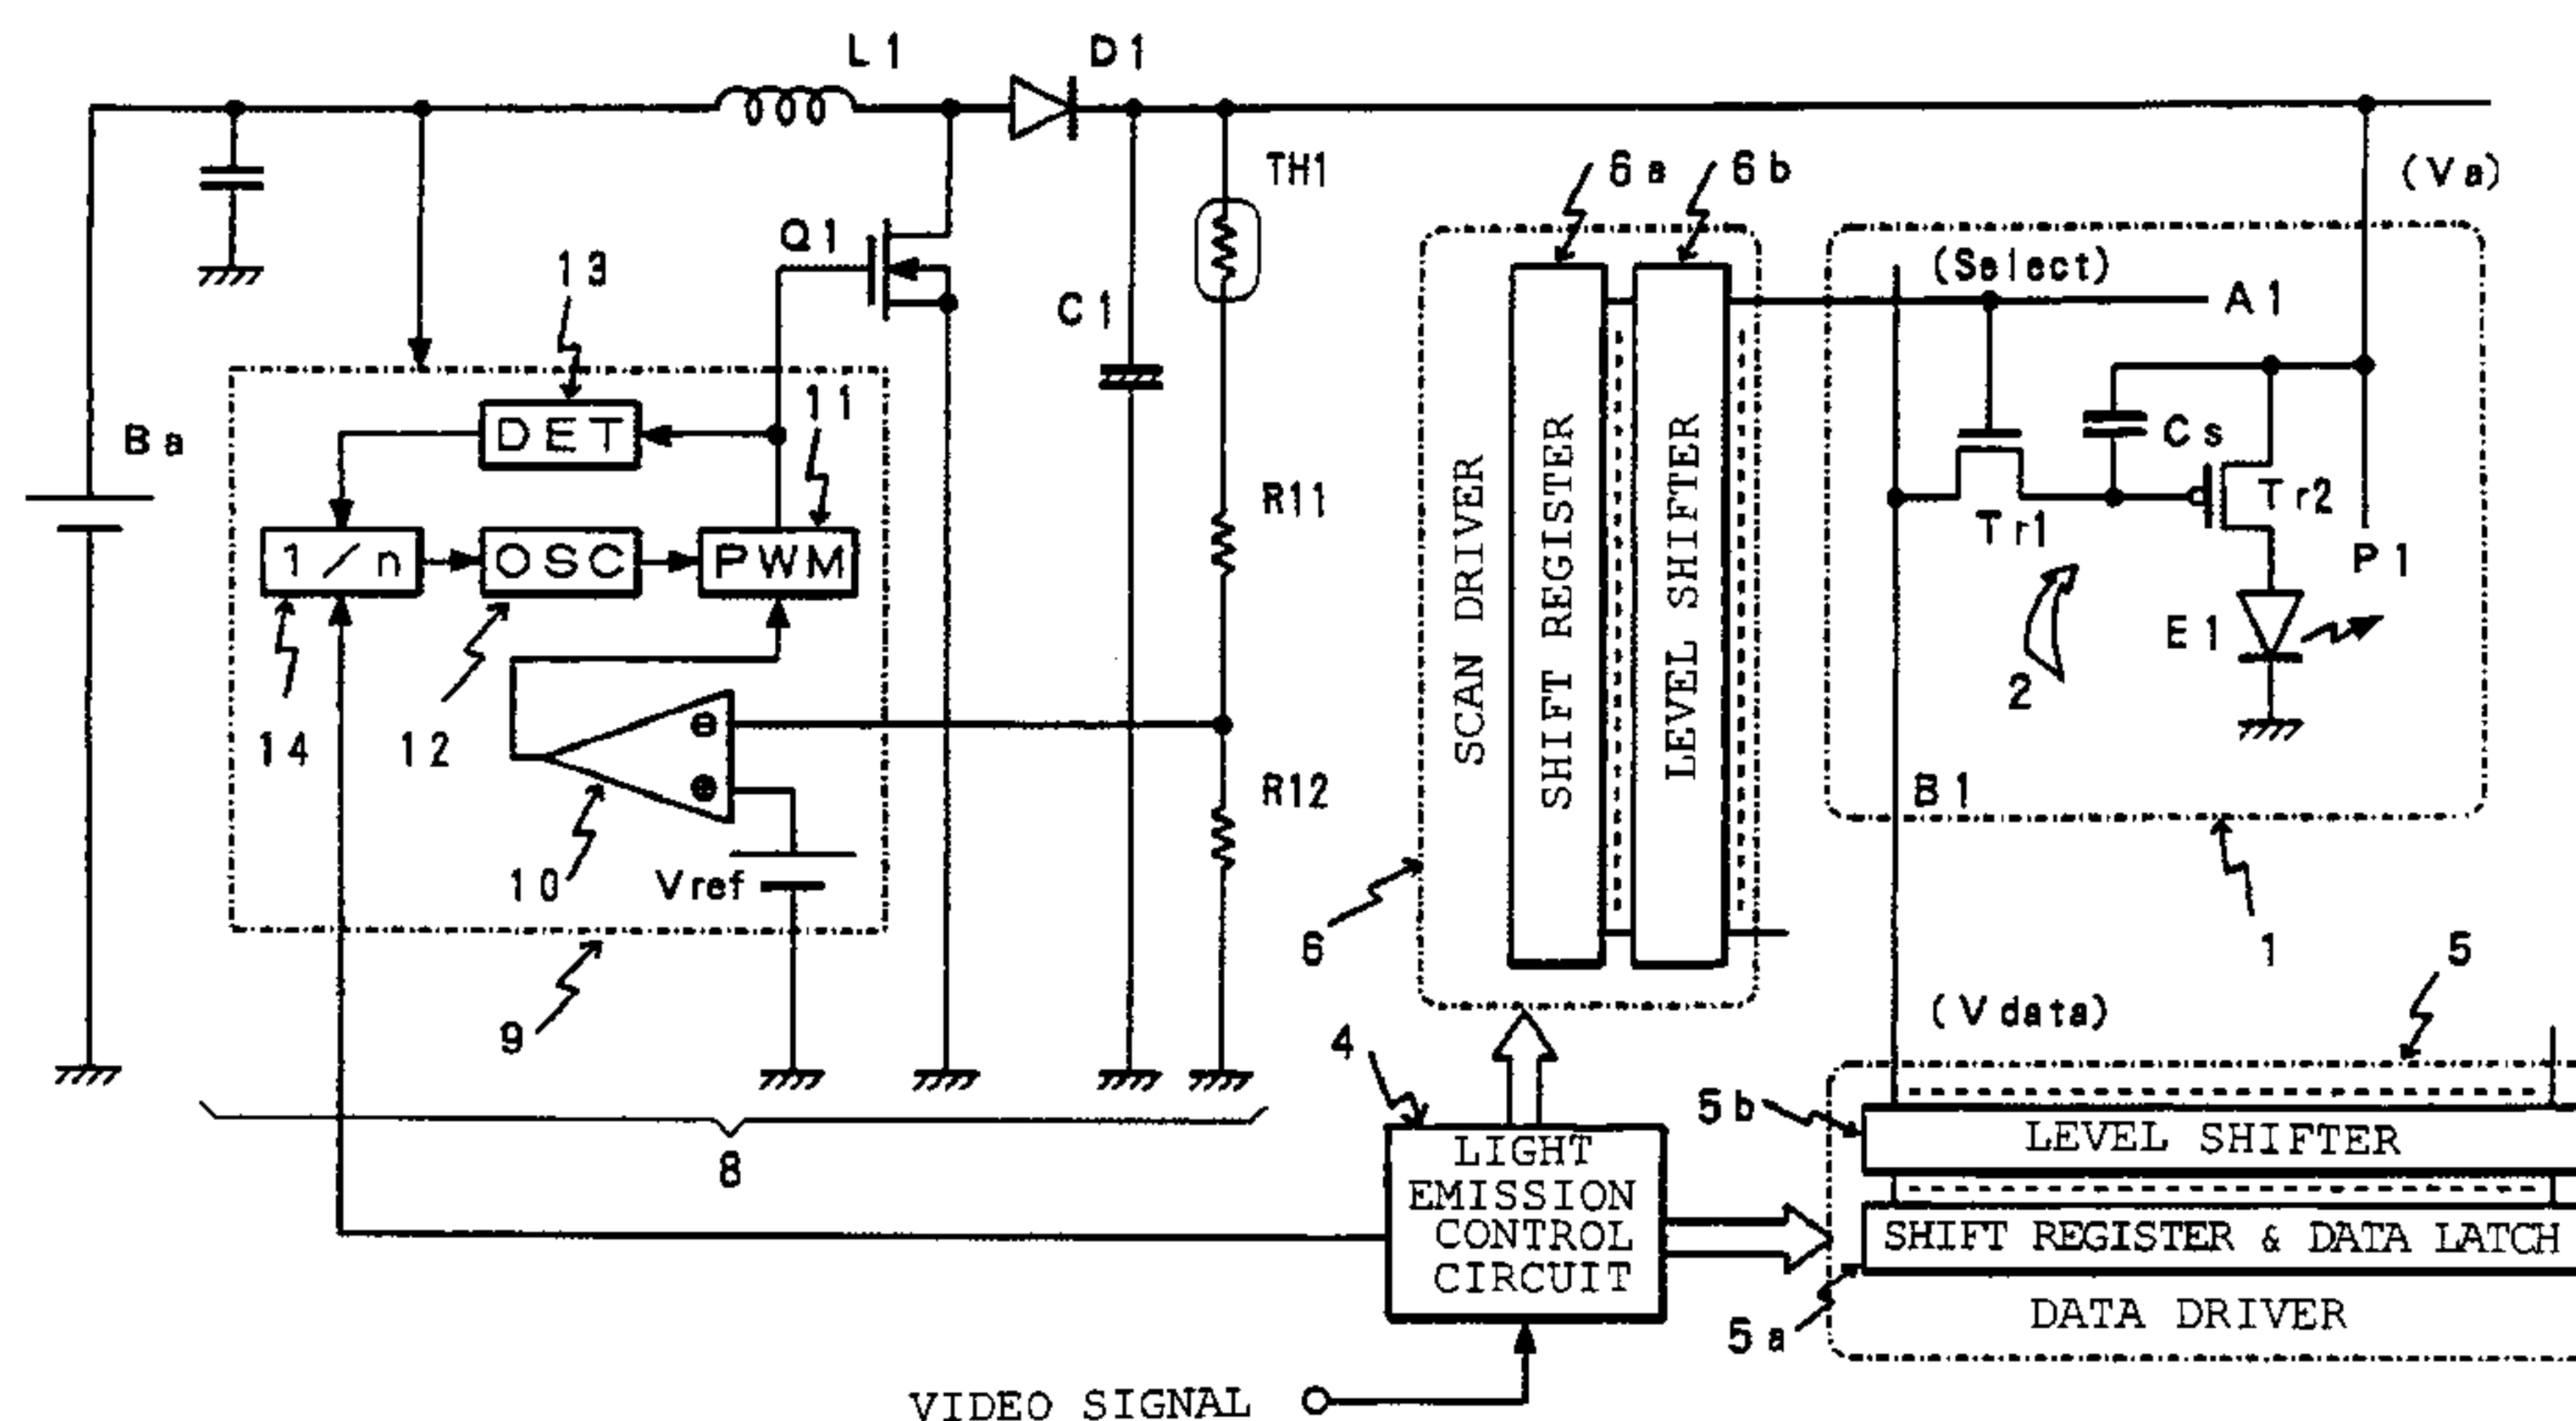 L1
D1
TH1
6a
6b
(Va)
Q1
13
(Select)
A1
C1
11
DET
Ba
Cs
R11
Tr2
Tr1
1/n
OSC
PWM
P1
E1
2
SCAN DRIVER
SHIFT REGISTER
LEVEL SHIFTER
14
12
⊖
⊕
R12
B1
10
Vref
6
1
5
9
(Vdata)
4
5b
LEVEL SHIFTER
8
LIGHT
EMISSION
CONTROL
CIRCUIT
SHIFT REGISTER & DATA LATCH
5a
DATA DRIVER
VIDEO SIGNAL